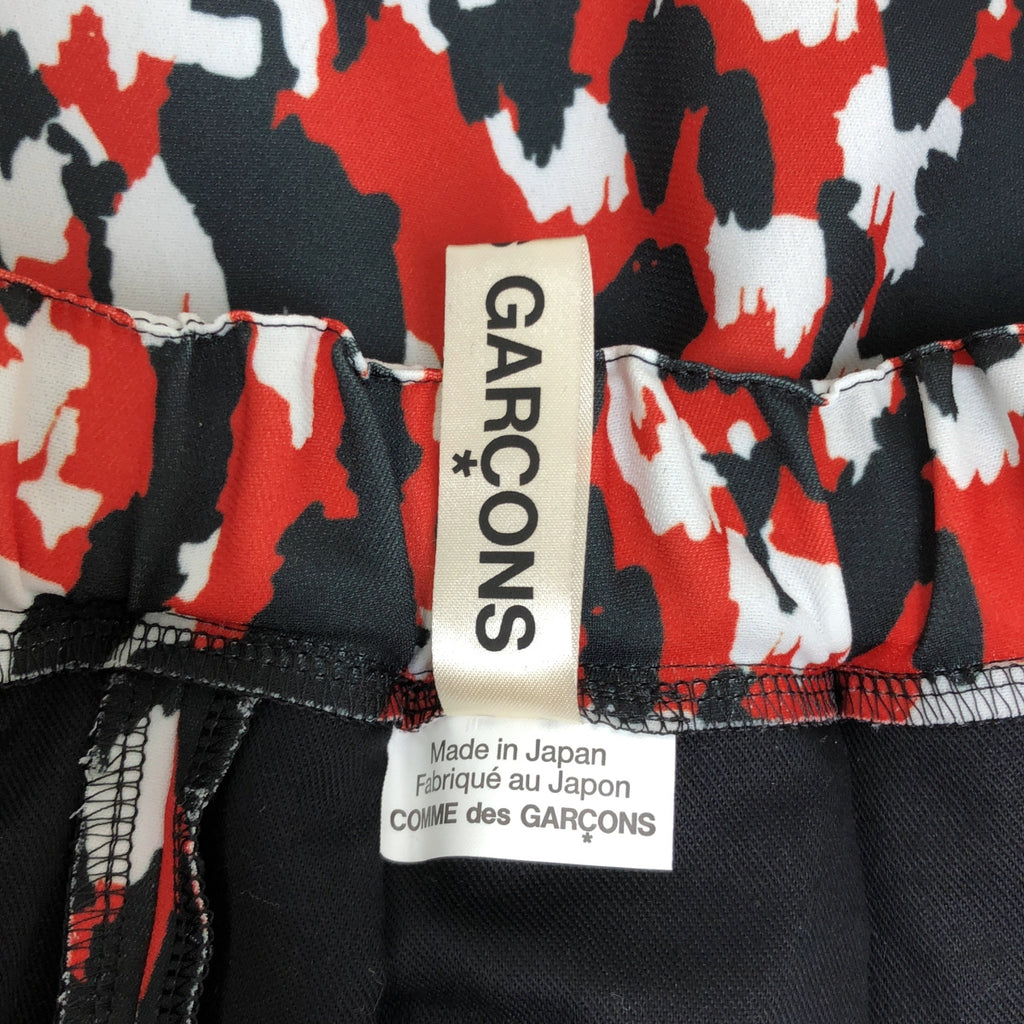 GARÇONS
*
Made in Japan
Fabriqué au Japon
COMME des GARÇONS
*